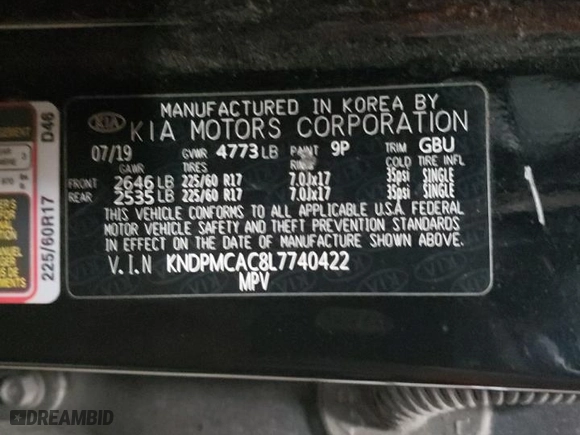 MANUFACTURED IN KOREA BY
KIA KIA MOTORS CORPORATION
07/19 GVWR 4773 LB PAINT 9P TRIM GBU
GAWR TIRES RIMS COLD TIRE INFL
FRONT 2646 LB 225/60 R17 7.0Jx17 35psi SINGLE
REAR 2535 LB 225/60 R17 7.0Jx17 35psi SINGLE
THIS VEHICLE CONFORMS TO ALL APPLICABLE U.S.A. FEDERAL
MOTOR VEHICLE SAFETY AND THEFT PREVENTION STANDARDS
IN EFFECT ON THE DATE OF MANUFACTURE SHOWN ABOVE.
V.I.N KNDPMCAC8L7740422
MPV
D46
225/60R17
DREAMBID